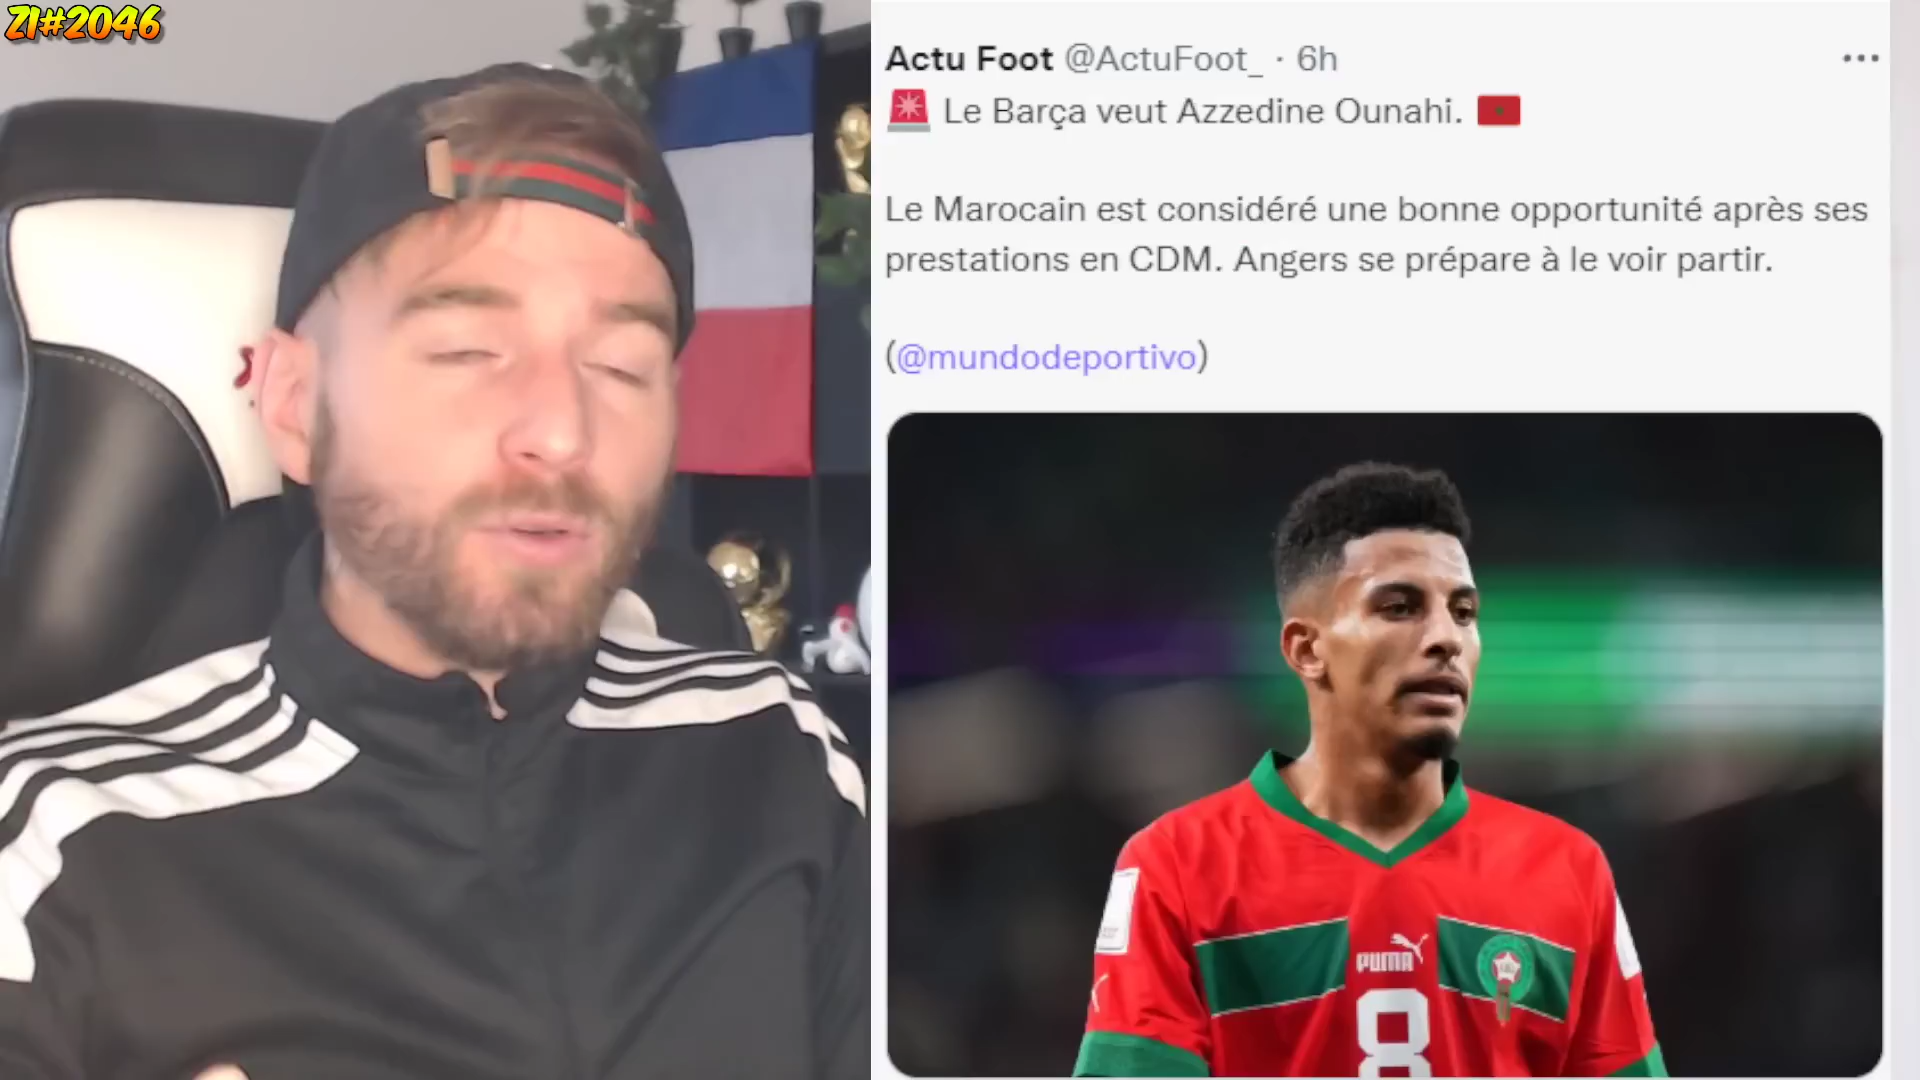 ZI#2046
Actu Foot @ActuFoot_ · 6h
Le Barça veut Azzedine Ounahi.
Le Marocain est considéré une bonne opportunité après ses
prestations en CDM. Angers se prépare à le voir partir.
(@mundodeportivo)
PUMA
8